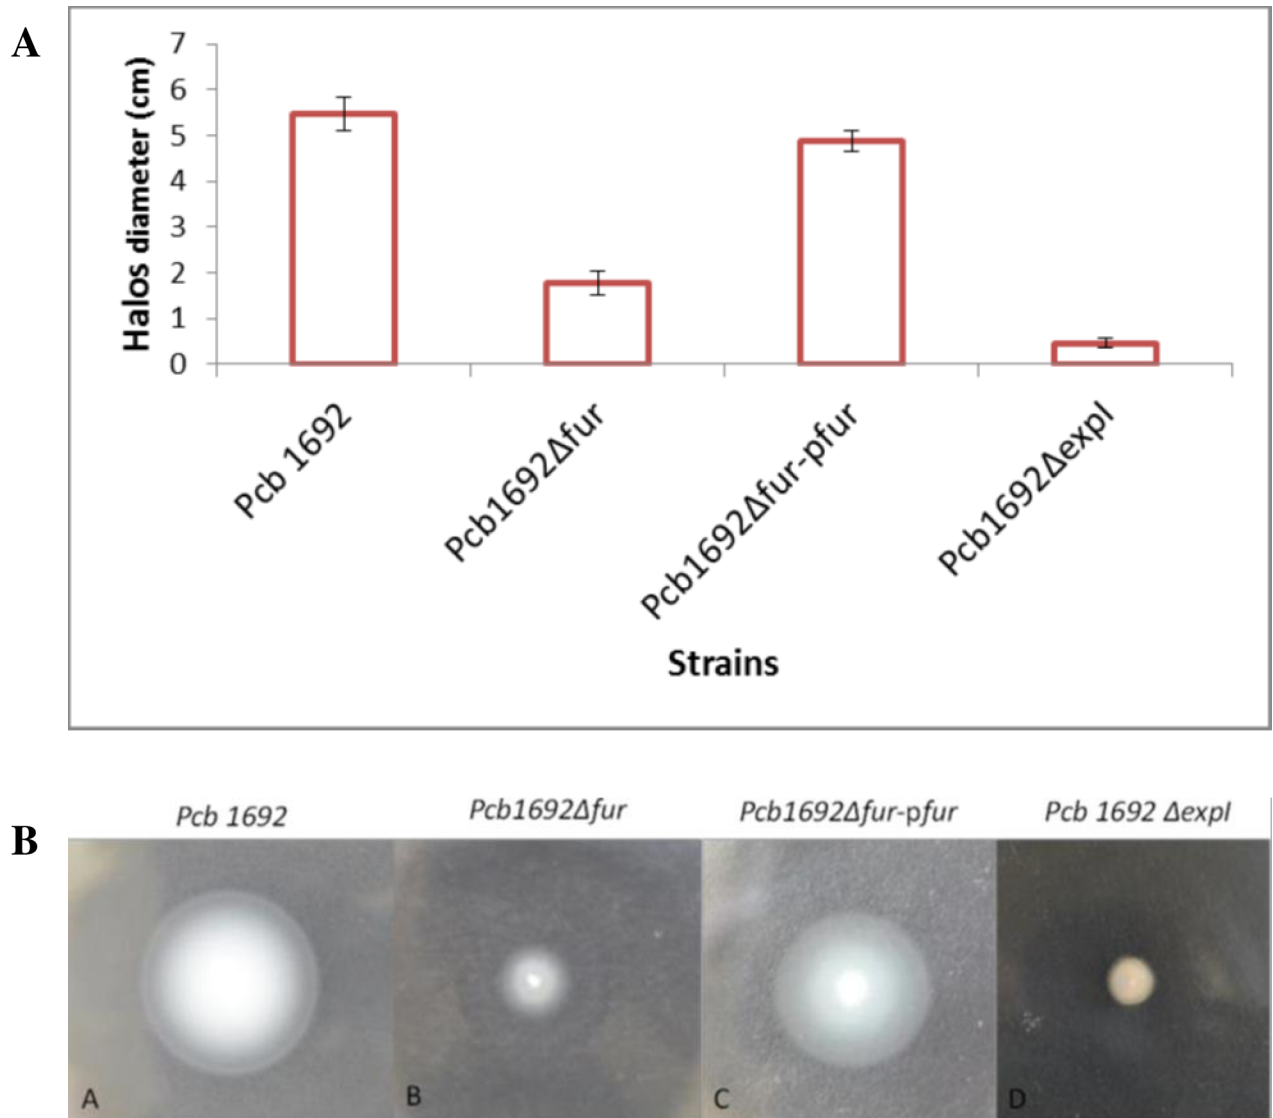 A
7
6
5
4
3
2
1
0
Halos diameter (cm)
Pcb 1692
Pcb1692Δfur
Pcb1692Δfur-pfur
Pcb1692ΔexpI
Strains
B
Pcb 1692
Pcb1692Δfur
Pcb1692Δfur-pfur
Pcb 1692 ΔexpI
A
B
C
D